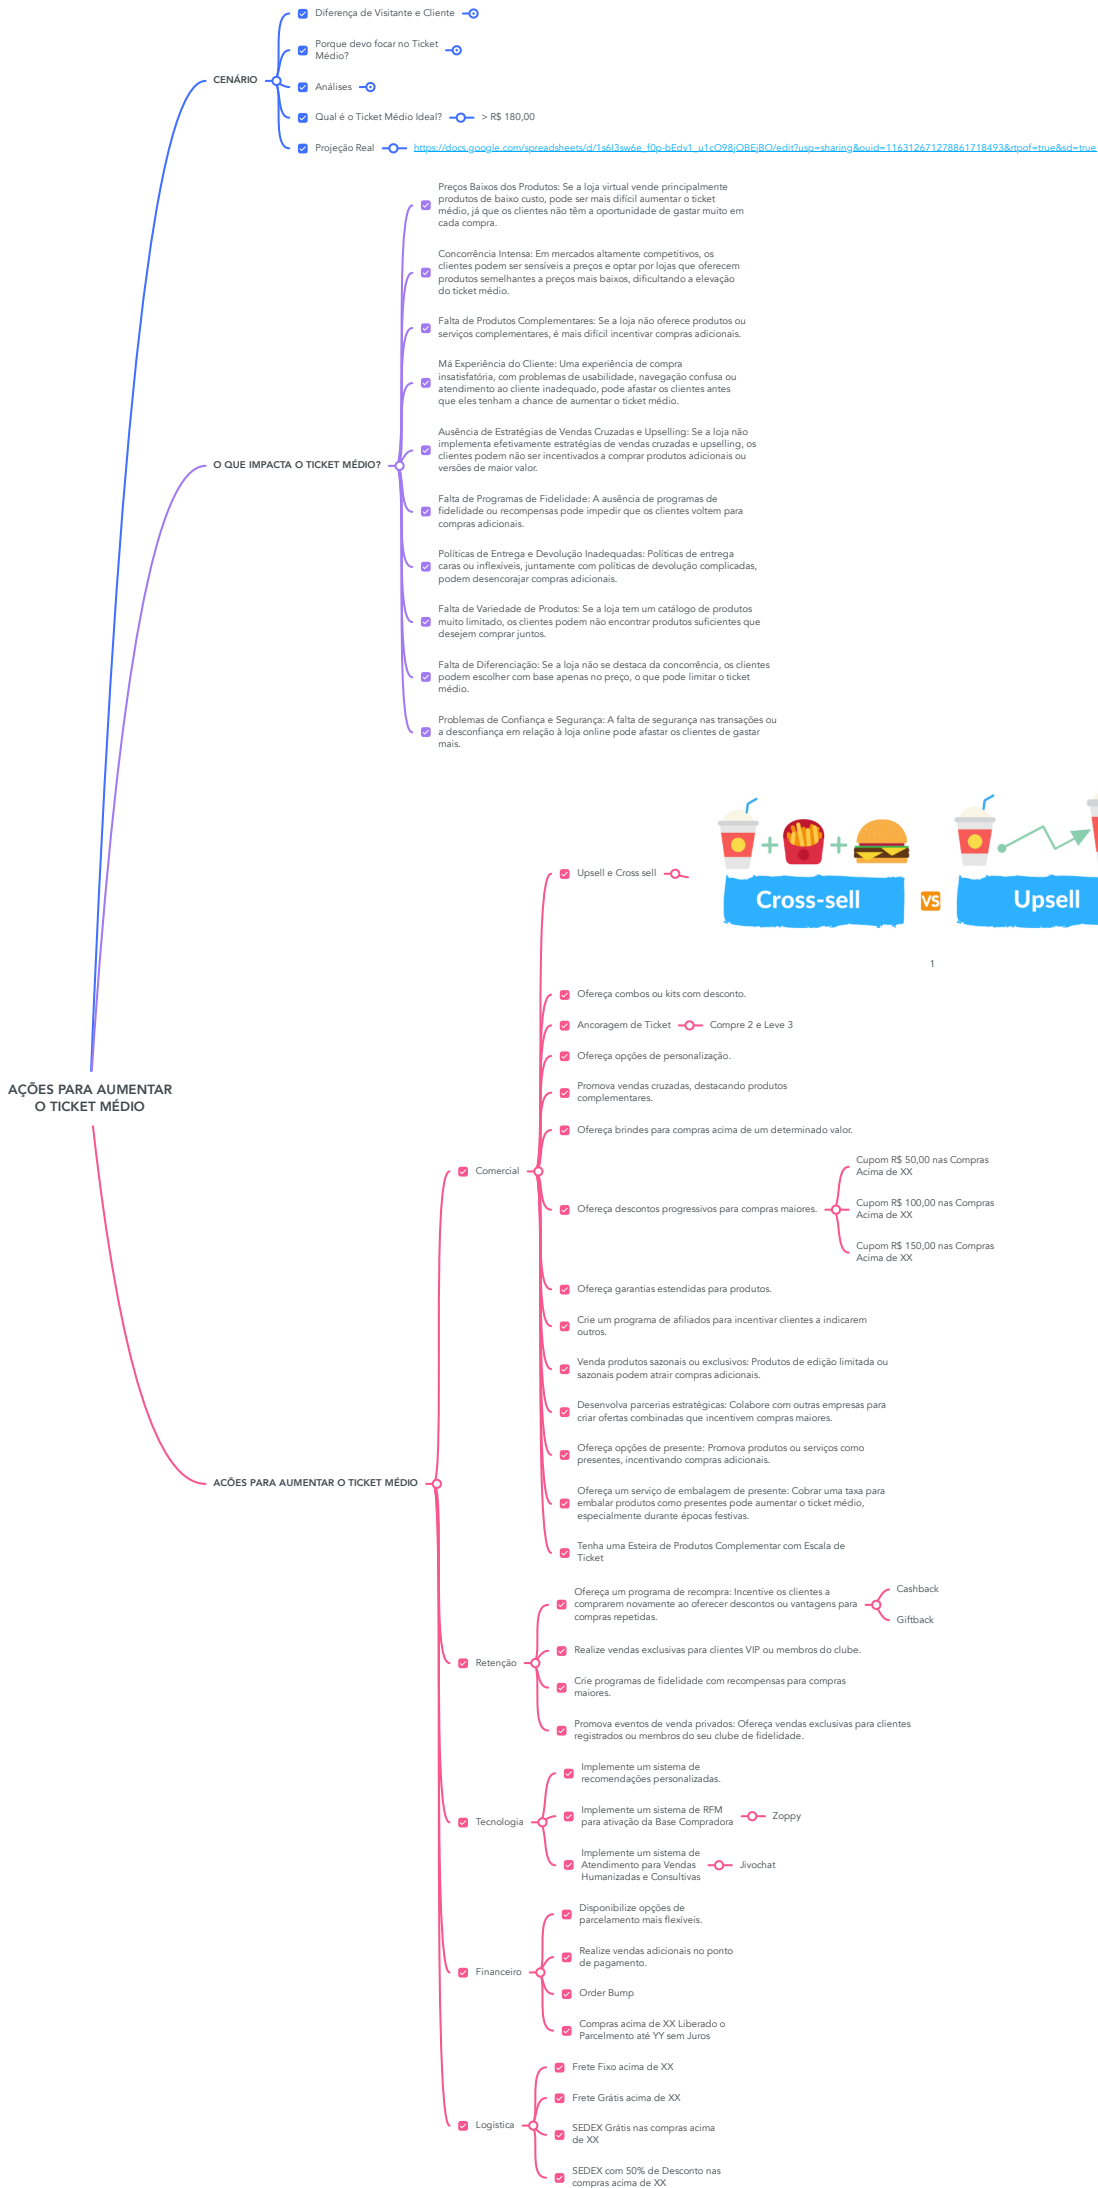 Diferença de Visitante e Cliente
Porque devo focar no Ticket
Médio?
CENÁRIO
Análises
Qual é o Ticket Médio Ideal?
> R$ 180,00
Projeção Real
https://docs.google.com/spreadsheets/d/1s6I3sw6e_f0p-bEdv1_u1cO98jOBEjBO/edit?usp=sharing&ouid=116312671278861718493&rtpof=true&sd=true
Preços Baixos dos Produtos: Se a loja virtual vende principalmente
produtos de baixo custo, pode ser mais difícil aumentar o ticket
médio, já que os clientes não têm a oportunidade de gastar muito em
cada compra.
Concorrência Intensa: Em mercados altamente competitivos, os
clientes podem ser sensíveis a preços e optar por lojas que oferecem
produtos semelhantes a preços mais baixos, dificultando a elevação
do ticket médio.
Falta de Produtos Complementares: Se a loja não oferece produtos ou
serviços complementares, é mais difícil incentivar compras adicionais.
Má Experiência do Cliente: Uma experiência de compra
insatisfatória, com problemas de usabilidade, navegação confusa ou
atendimento ao cliente inadequado, pode afastar os clientes antes
que eles tenham a chance de aumentar o ticket médio.
Ausência de Estratégias de Vendas Cruzadas e Upselling: Se a loja não
implementa efetivamente estratégias de vendas cruzadas e upselling, os
clientes podem não ser incentivados a comprar produtos adicionais ou
versões de maior valor.
O QUE IMPACTA O TICKET MÉDIO?
Falta de Programas de Fidelidade: A ausência de programas de
fidelidade ou recompensas pode impedir que os clientes voltem para
compras adicionais.
Políticas de Entrega e Devolução Inadequadas: Políticas de entrega
caras ou inflexíveis, juntamente com políticas de devolução complicadas,
podem desencorajar compras adicionais.
Falta de Variedade de Produtos: Se a loja tem um catálogo de produtos
muito limitado, os clientes podem não encontrar produtos suficientes que
desejem comprar juntos.
Falta de Diferenciação: Se a loja não se destaca da concorrência, os clientes
podem escolher com base apenas no preço, o que pode limitar o ticket
médio.
Problemas de Confiança e Segurança: A falta de segurança nas transações ou
a desconfiança em relação à loja online pode afastar os clientes de gastar
mais.
Upsell e Cross sell
Cross-sell
VS
Upsell
1
Ofereça combos ou kits com desconto.
Ancoragem de Ticket
Compre 2 e Leve 3
Ofereça opções de personalização.
AÇÕES PARA AUMENTAR
O TICKET MÉDIO
Promova vendas cruzadas, destacando produtos
complementares.
Ofereça brindes para compras acima de um determinado valor.
Comercial
Cupom R$ 50,00 nas Compras
Acima de XX
Ofereça descontos progressivos para compras maiores.
Cupom R$ 100,00 nas Compras
Acima de XX
Cupom R$ 150,00 nas Compras
Acima de XX
Ofereça garantias estendidas para produtos.
Crie um programa de afiliados para incentivar clientes a indicarem
outros.
Venda produtos sazonais ou exclusivos: Produtos de edição limitada ou
sazonais podem atrair compras adicionais.
Desenvolva parcerias estratégicas: Colabore com outras empresas para
criar ofertas combinadas que incentivem compras maiores.
Ofereça opções de presente: Promova produtos ou serviços como
presentes, incentivando compras adicionais.
AÇÕES PARA AUMENTAR O TICKET MÉDIO
Ofereça um serviço de embalagem de presente: Cobrar uma taxa para
embalar produtos como presentes pode aumentar o ticket médio,
especialmente durante épocas festivas.
Tenha uma Esteira de Produtos Complementar com Escala de
Ticket
Ofereça um programa de recompra: Incentive os clientes a
comprarem novamente ao oferecer descontos ou vantagens para
compras repetidas.
Cashback
Giftback
Retenção
Realize vendas exclusivas para clientes VIP ou membros do clube.
Crie programas de fidelidade com recompensas para compras
maiores.
Promova eventos de venda privados: Ofereça vendas exclusivas para clientes
registrados ou membros do seu clube de fidelidade.
Implemente um sistema de
recomendações personalizadas.
Tecnologia
Implemente um sistema de RFM
para ativação da Base Compradora
Zoppy
Implemente um sistema de
Atendimento para Vendas
Humanizadas e Consultivas
Jivochat
Disponibilize opções de
parcelamento mais flexíveis.
Realize vendas adicionais no ponto
de pagamento.
Financeiro
Order Bump
Compras acima de XX Liberado o
Parcelmento até YY sem Juros
Frete Fixo acima de XX
Frete Grátis acima de XX
Logística
SEDEX Grátis nas compras acima
de XX
SEDEX com 50% de Desconto nas
compras acima de XX